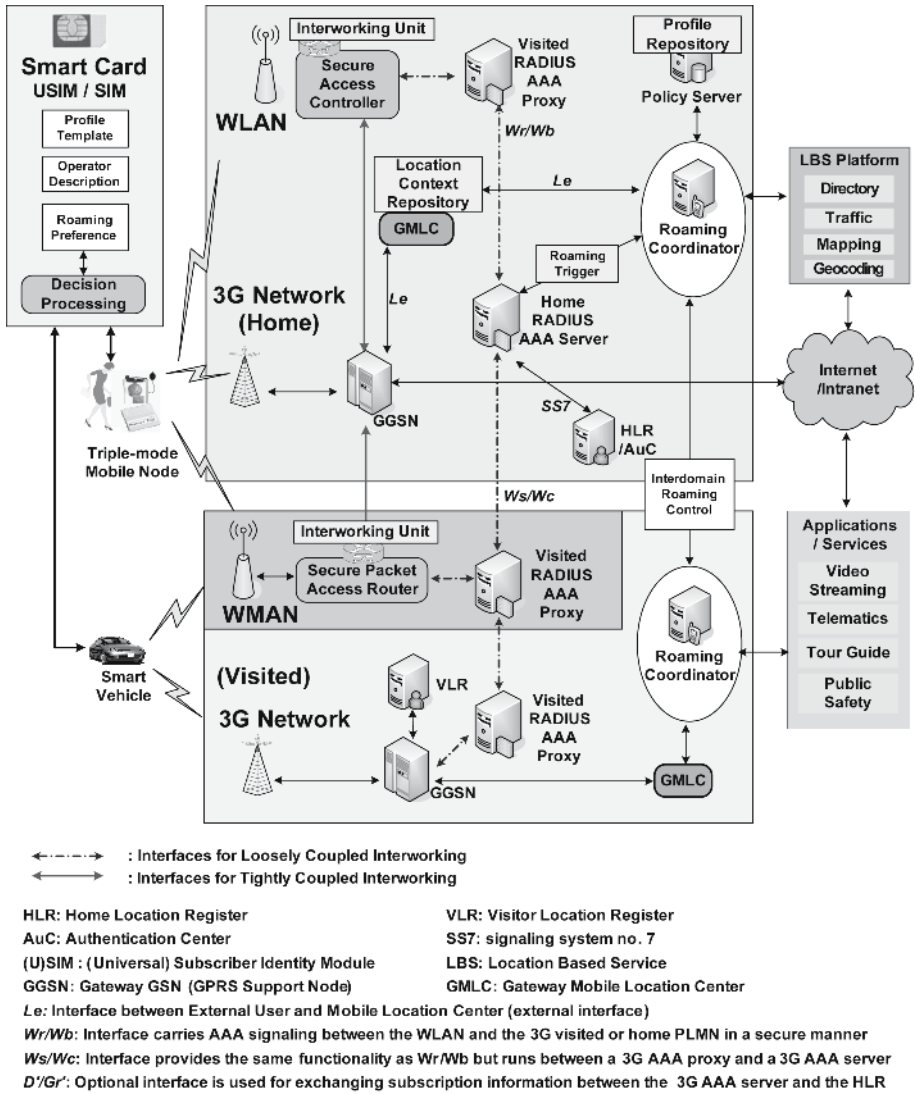 Smart Card
USIM / SIM
Profile
Template
Operator
Description
Roaming
Preference
Decision
Processing
Triple-mode
Mobile Node
Smart
Vehicle
Interworking Unit
Secure
Access
Controller
WLAN
Visited
RADIUS
AAA
Proxy
Profile
Repository
Policy Server
Wr/Wb
Location
Context
Repository
GMLC
Le
Roaming
Coordinator
Roaming
Trigger
3G Network
(Home)
Le
Home
RADIUS
AAA Server
GGSN
SS7
HLR
/AuC
LBS Platform
Directory
Traffic
Mapping
Geocoding
Internet
/Intranet
Ws/Wc
Interdomain
Roaming
Control
Interworking Unit
Secure Packet
Access Router
WMAN
Visited
RADIUS
AAA
Proxy
Roaming
Coordinator
Applications
/ Services
Video
Streaming
Telematics
Tour Guide
Public
Safety
(Visited)
3G Network
VLR
Visited
RADIUS
AAA
Proxy
GGSN
GMLC
: Interfaces for Loosely Coupled Interworking
: Interfaces for Tightly Coupled Interworking
HLR: Home Location Register
VLR: Visitor Location Register
AuC: Authentication Center
SS7: signaling system no. 7
(U)SIM : (Universal) Subscriber Identity Module
LBS: Location Based Service
GGSN: Gateway GSN (GPRS Support Node)
GMLC: Gateway Mobile Location Center
Le: Interface between External User and Mobile Location Center (external interface)
Wr/Wb: Interface carries AAA signaling between the WLAN and the 3G visited or home PLMN in a secure manner
Ws/Wc: Interface provides the same functionality as Wr/Wb but runs between a 3G AAA proxy and a 3G AAA server
D'/Gr': Optional interface is used for exchanging subscription information between the 3G AAA server and the HLR